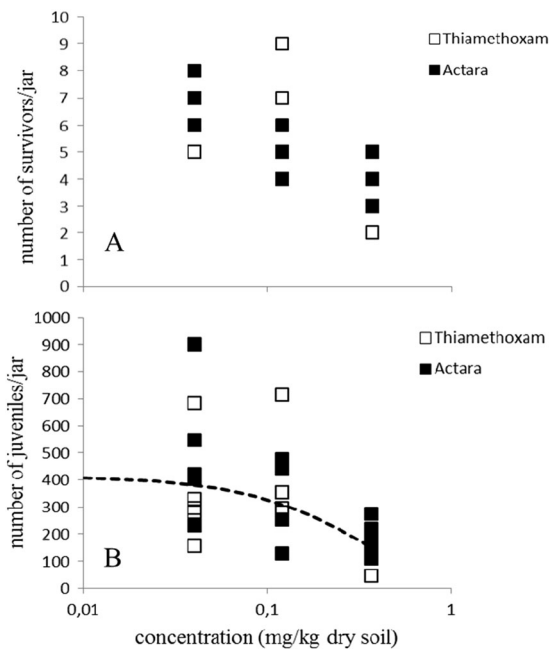 10
9
8
7
6
5
4
3
2
1
0
number of survivors/jar
A
Thiamethoxam
Actara
1000
900
800
700
600
500
400
300
200
100
0
number of juveniles/jar
B
Thiamethoxam
Actara
0,01 0,1 1
concentration (mg/kg dry soil)